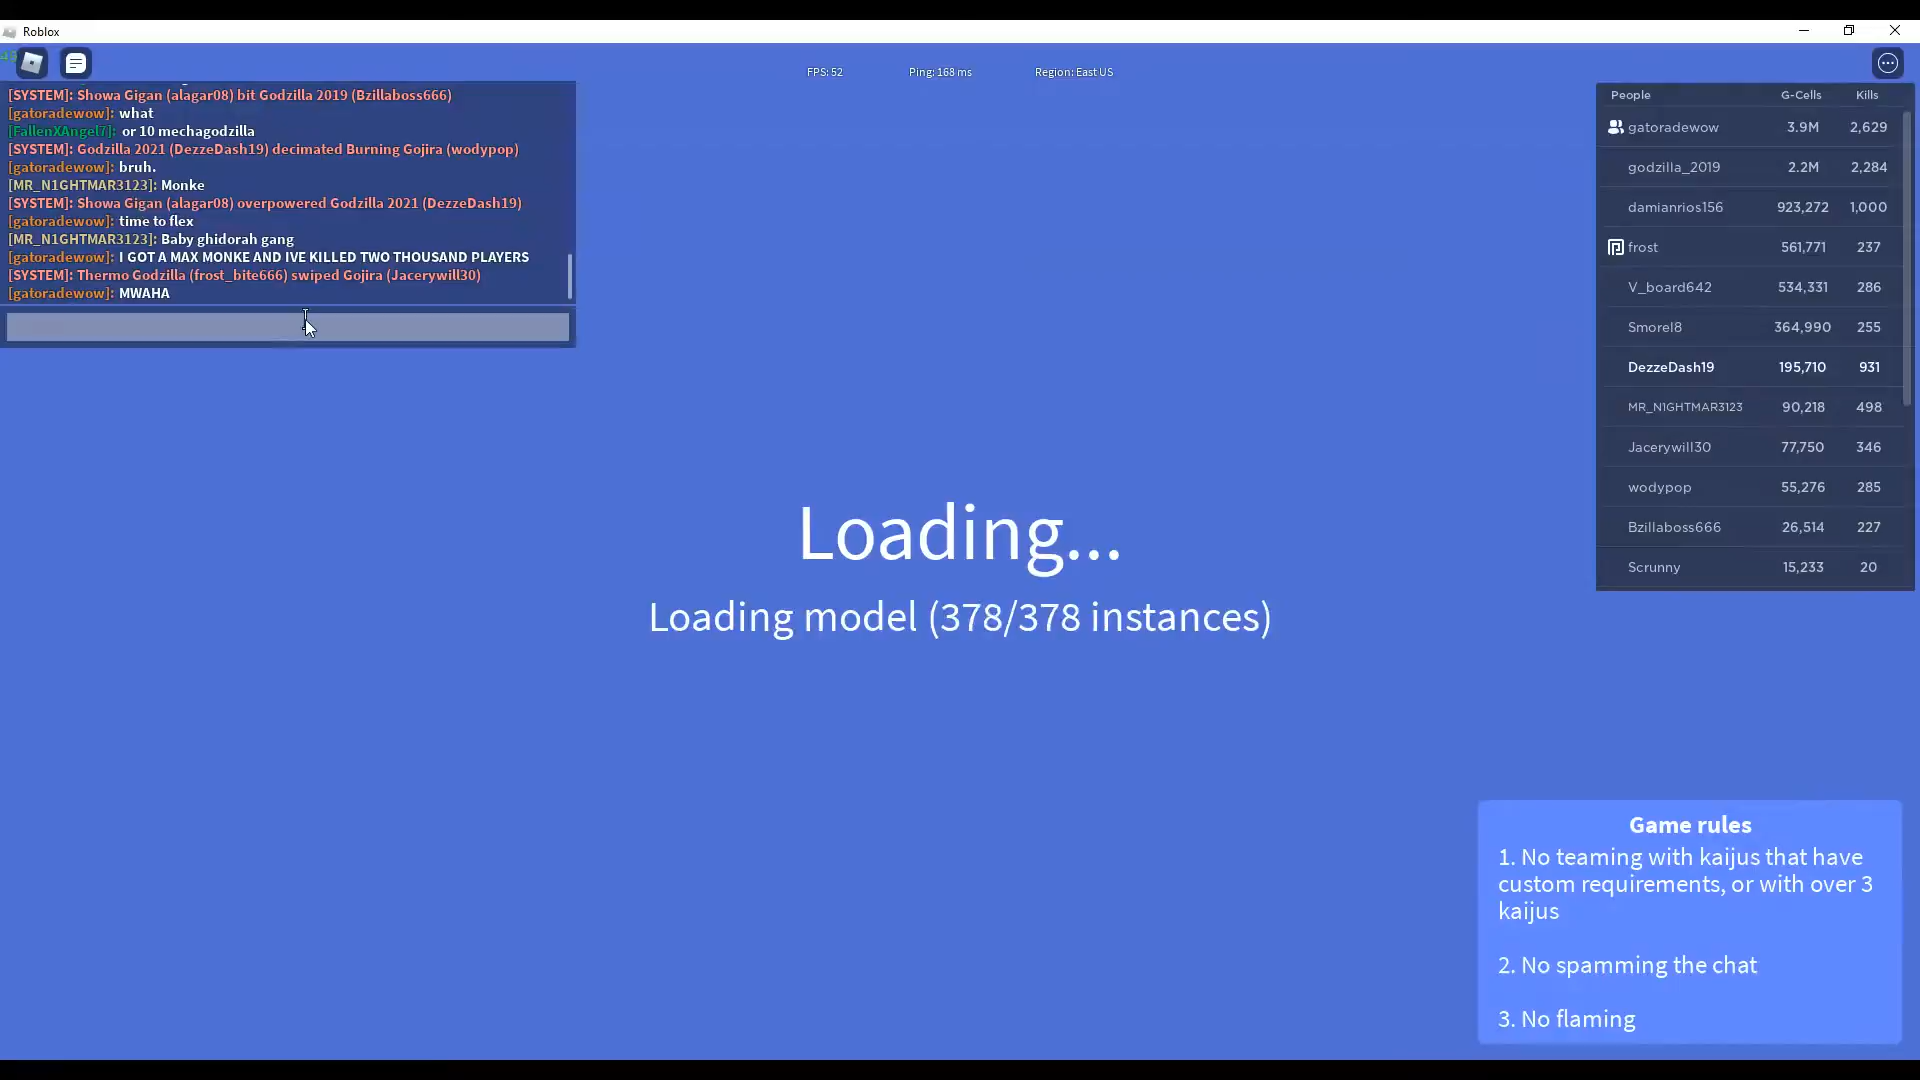 Roblox
FPS: 52
Ping: 168 ms
Region: East US
[SYSTEM]: Showa Gigan (alagar08) bit Godzilla 2019 (Bzillaboss666)
[gatoradewow]: what
[FallenXAngel7]: or 10 mechagodzilla
[SYSTEM]: Godzilla 2021 (DezzeDash19) decimated Burning Gojira (wodypop)
[gatoradewow]: bruh.
[MR_N1GHTMAR3123]: Monke
[SYSTEM]: Showa Gigan (alagar08) overpowered Godzilla 2021 (DezzeDash19)
[gatoradewow]: time to flex
[MR_N1GHTMAR3123]: Baby ghidorah gang
[gatoradewow]: I GOT A MAX MONKE AND IVE KILLED TWO THOUSAND PLAYERS
[SYSTEM]: Thermo Godzilla (frost_bite666) swiped Gojira (Jacerywill30)
[gatoradewow]: MWAHA
People G-Cells Kills
gatoradewow 3.9M 2,629
godzilla_2019 2.2M 2,284
damianrios156 923,272 1,000
frost 561,771 237
V_board642 534,331 286
Smorel8 364,990 255
DezzeDash19 195,710 931
MR_N1GHTMAR3123 90,218 498
Jacerywill30 77,750 346
wodypop 55,276 285
Bzillaboss666 26,514 227
Scrunny 15,233 20
Loading...
Loading model (378/378 instances)
Game rules
1. No teaming with kaijus that have
custom requirements, or with over 3
kaijus
2. No spamming the chat
3. No flaming